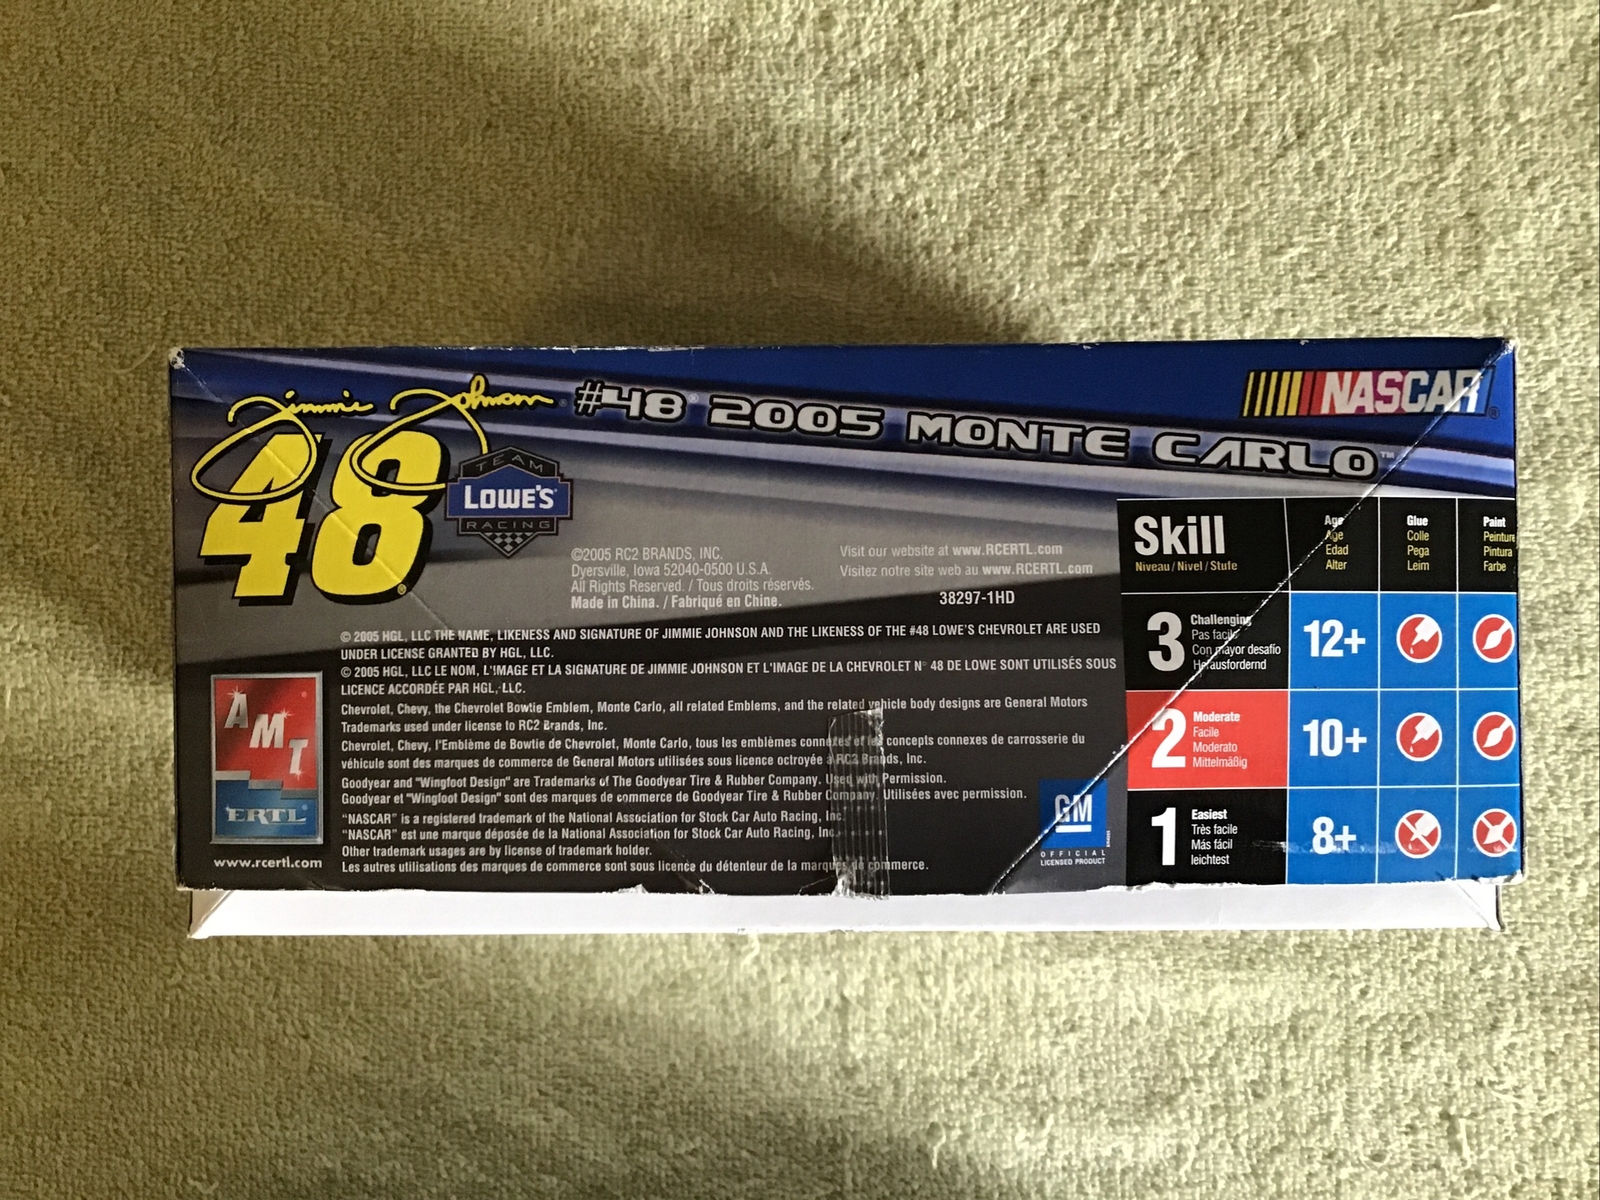 Jimmie Johnson
#48® 2005 MONTE CARLO™
NASCAR®
48®
TEAM
LOWE'S
RACING
©2005 RC2 BRANDS, INC.
Dyersville, Iowa 52040-0500 U.S.A.
All Rights Reserved. / Tous droits réservés.
Made in China. / Fabriqué en Chine.
Visit our website at www.RCERTL.com
Visitez notre site web au www.RCERTL.com
38297-1HD
© 2005 HGL, LLC THE NAME, LIKENESS AND SIGNATURE OF JIMMIE JOHNSON AND THE LIKENESS OF THE #48 LOWE'S CHEVROLET ARE USED
UNDER LICENSE GRANTED BY HGL, LLC.
© 2005 HGL, LLC LE NOM, L'IMAGE ET LA SIGNATURE DE JIMMIE JOHNSON ET L'IMAGE DE LA CHEVROLET N° 48 DE LOWE SONT UTILISÉS SOUS
LICENCE ACCORDÉE PAR HGL, LLC.
Chevrolet, Chevy, the Chevrolet Bowtie Emblem, Monte Carlo, all related Emblems, and the related vehicle body designs are General Motors
Trademarks used under license to RC2 Brands, Inc.
Chevrolet, Chevy, l'Emblème de Bowtie de Chevrolet, Monte Carlo, tous les emblèmes connexes et les concepts connexes de carrosserie du
véhicule sont des marques de commerce de General Motors utilisées sous licence octroyée à RC2 Brands, Inc.
Goodyear and "Wingfoot Design" are Trademarks of The Goodyear Tire & Rubber Company. Used with Permission.
Goodyear et "Wingfoot Design" sont des marques de commerce de Goodyear Tire & Rubber Company. Utilisées avec permission.
"NASCAR" is a registered trademark of the National Association for Stock Car Auto Racing, Inc.
"NASCAR" est une marque déposée de la National Association for Stock Car Auto Racing, Inc.
Other trademark usages are by license of trademark holder.
Les autres utilisations des marques de commerce sont sous licence du détenteur de la marque de commerce.
AMT
ERTL
www.rcertl.com
GM
OFFICIAL
LICENSED PRODUCT
Skill
Niveau / Nivel / Stufe
Age
Age
Edad
Alter
Glue
Colle
Pega
Leim
Paint
Peinture
Pintura
Farbe
3
Challenging
Pas facile
Con mayor desafío
Herausfordernd
12+
2
Moderate
Facile
Moderato
Mittelmäßig
10+
1
Easiest
Très facile
Más fácil
leichtest
8+